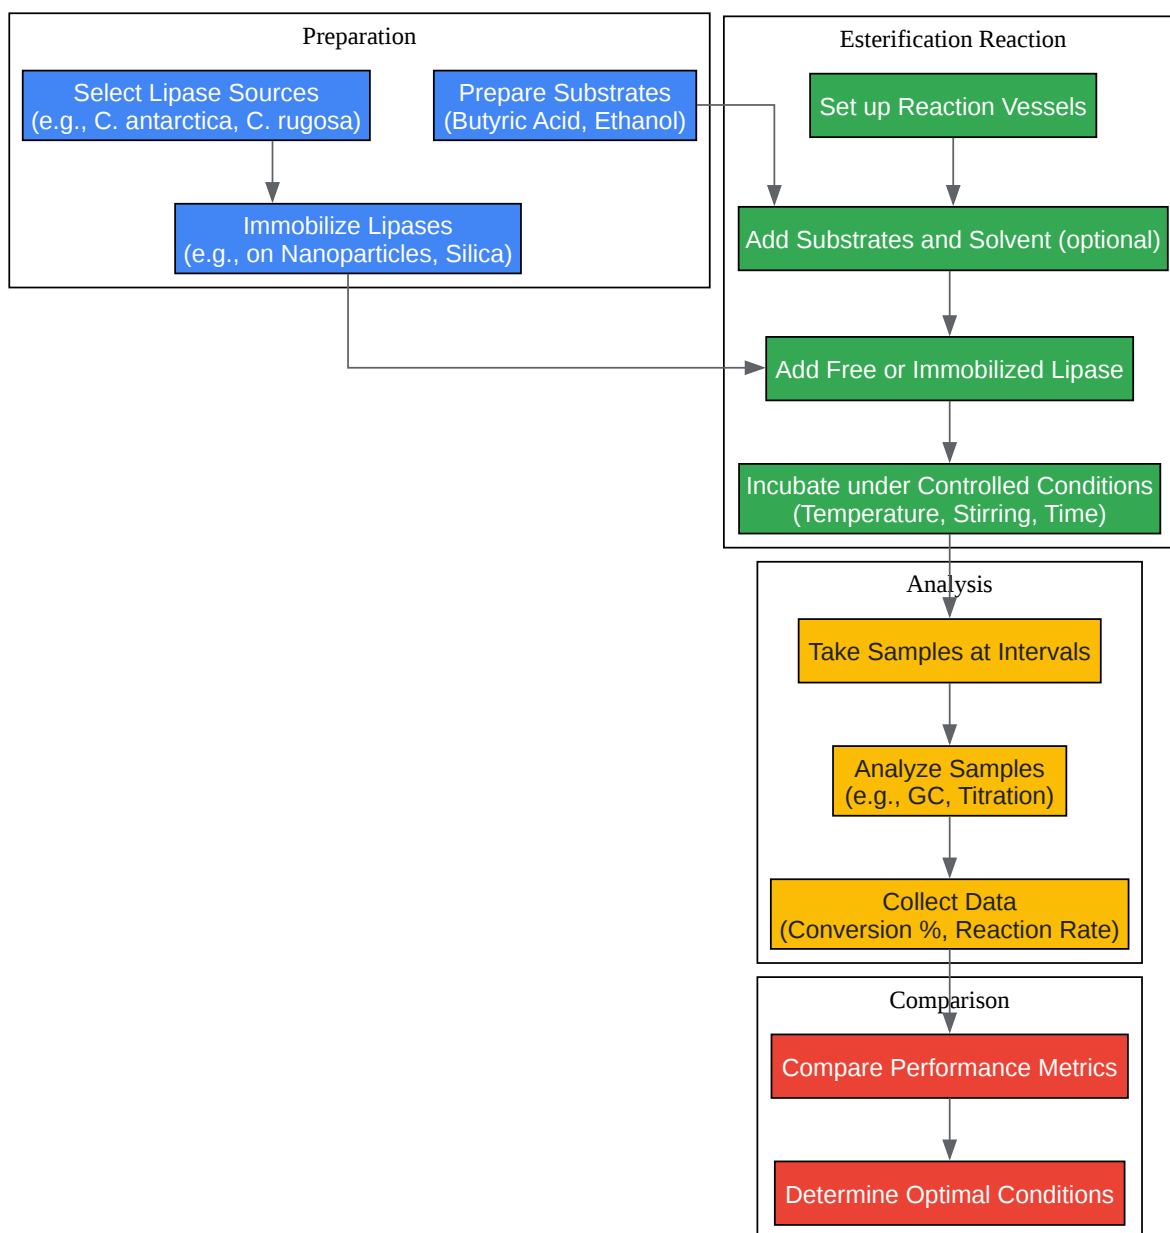 Preparation
Select Lipase Sources
(e.g., C. antarctica, C. rugosa)
Prepare Substrates
(Butyric Acid, Ethanol)
Immobilize Lipases
(e.g., on Nanoparticles, Silica)
Esterification Reaction
Set up Reaction Vessels
Add Substrates and Solvent (optional)
Add Free or Immobilized Lipase
Incubate under Controlled Conditions
(Temperature, Stirring, Time)
Analysis
Take Samples at Intervals
Analyze Samples
(e.g., GC, Titration)
Collect Data
(Conversion %, Reaction Rate)
Comparison
Compare Performance Metrics
Determine Optimal Conditions